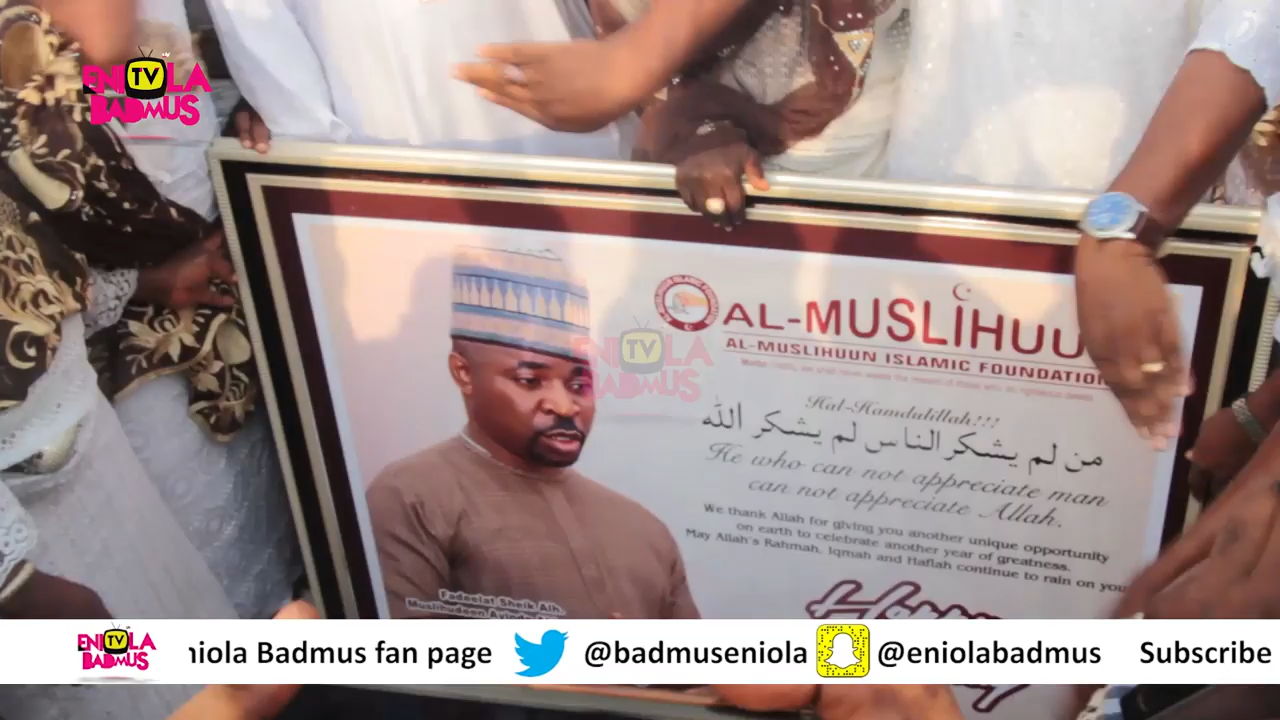 ENIOLA
TV
BADMUS
AL-MUSLIHUU
AL-MUSLIHUUN ISLAMIC FOUNDATION
ENIOLA
TV
BADMUS
Hal-Hamdulillah!!!
من لم يشكر الناس لم يشكر الله
He who can not appreciate man
can not appreciate Allah.
We thank Allah for giving you another unique opportunity
on earth to celebrate another year of greatness.
May Allah's Rahmah, Iqmah and Haflah continue to rain on you
Fadeelat Sheik Alh.
Muslihudeen
ENIOLA
TV
BADMUS
niola Badmus fan page @badmuseniola @eniolabadmus Subscribe